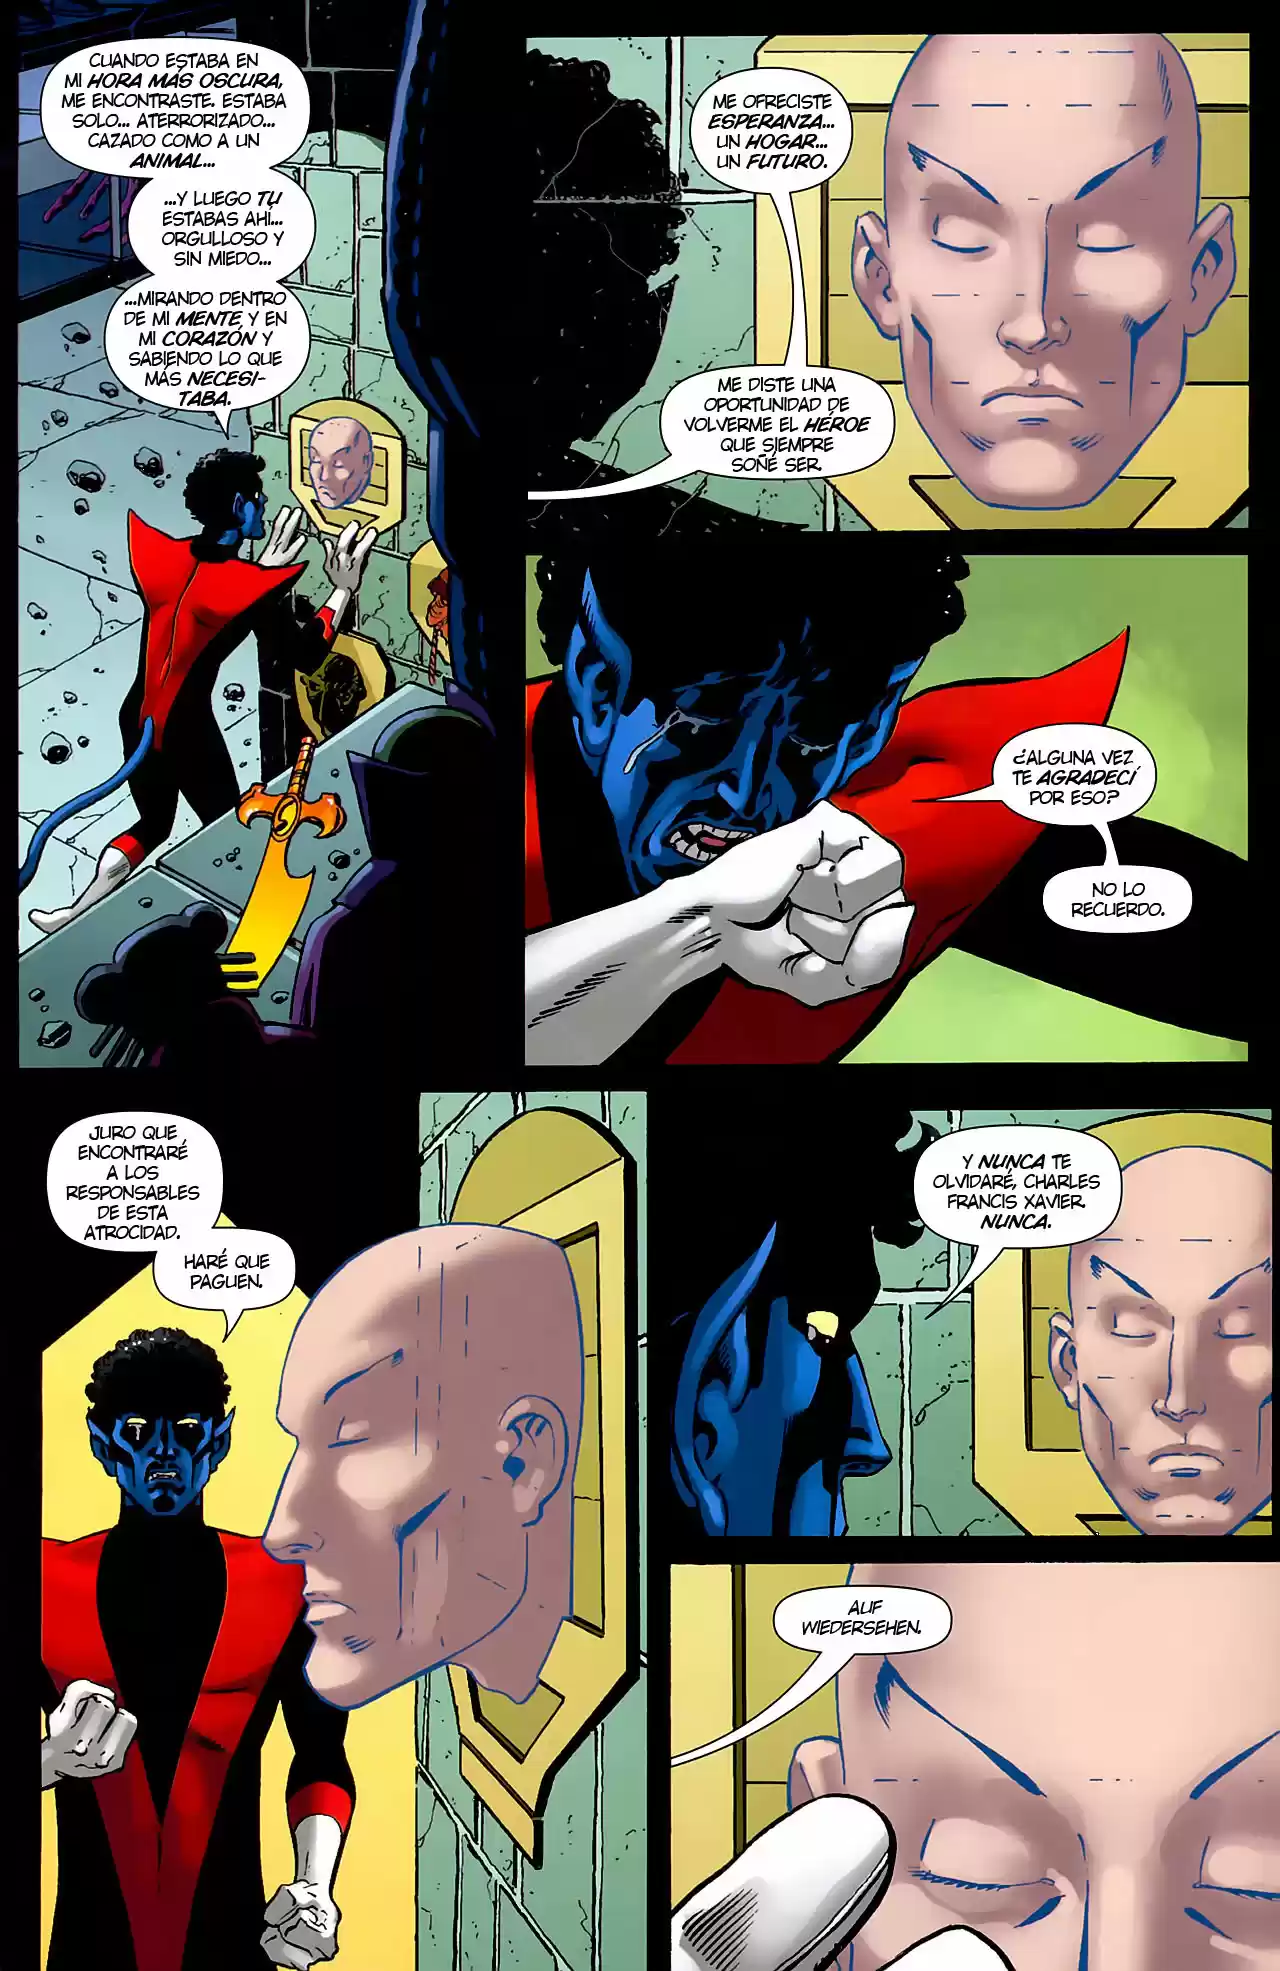 CUANDO ESTABA EN
MI HORA MÁS OSCURA,
ME ENCONTRASTE. ESTABA
SOLO... ATERRORIZADO...
CAZADO COMO A UN
ANIMAL...
...Y LUEGO TU
ESTABAS AHÍ...
ORGULLOSO Y
SIN MIEDO...
...MIRANDO DENTRO
DE MI MENTE Y EN
MI CORAZÓN Y
SABIENDO LO QUE
MÁS NECESI-
TABA.
ME OFRECISTE
ESPERANZA...
UN HOGAR...
UN FUTURO.
ME DISTE UNA
OPORTUNIDAD DE
VOLVERME EL HÉROE
QUE SIEMPRE
SOÑÉ SER.
¿ALGUNA VEZ
TE AGRADECÍ
POR ESO?
NO LO
RECUERDO.
JURO QUE
ENCONTRARÉ
A LOS
RESPONSABLES
DE ESTA
ATROCIDAD.
HARÉ QUE
PAGUEN.
Y NUNCA TE
OLVIDARÉ, CHARLES
FRANCIS XAVIER.
NUNCA.
AUF
WIEDERSEHEN.